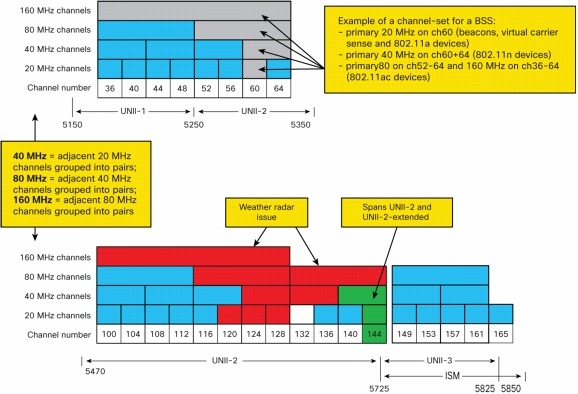 160 MHz channels
80 MHz channels
40 MHz channels
20 MHz channels
Channel number 36 40 44 48 52 56 60 64
UNII-1 UNII-2
5150 5250 5350
Example of a channel-set for a BSS:
- primary 20 MHz on ch60 (beacons, virtual carrier
sense and 802.11a devices)
- primary 40 MHz on ch60+64 (802.11n devices)
- primary80 on ch52-64 and 160 MHz on ch36-64
(802.11ac devices)
40 MHz = adjacent 20 MHz
channels grouped into pairs;
80 MHz = adjacent 40 MHz
channels grouped into pairs;
160 MHz = adjacent 80 MHz
channels grouped into pairs
Weather radar
issue
Spans UNII-2 and
UNII-2-extended
160 MHz channels
80 MHz channels
40 MHz channels
20 MHz channels
Channel number 100 104 108 112 116 120 124 128 132 136 140 144 149 153 157 161 165
UNII-2 UNII-3
5470 5725 ISM 5825 5850